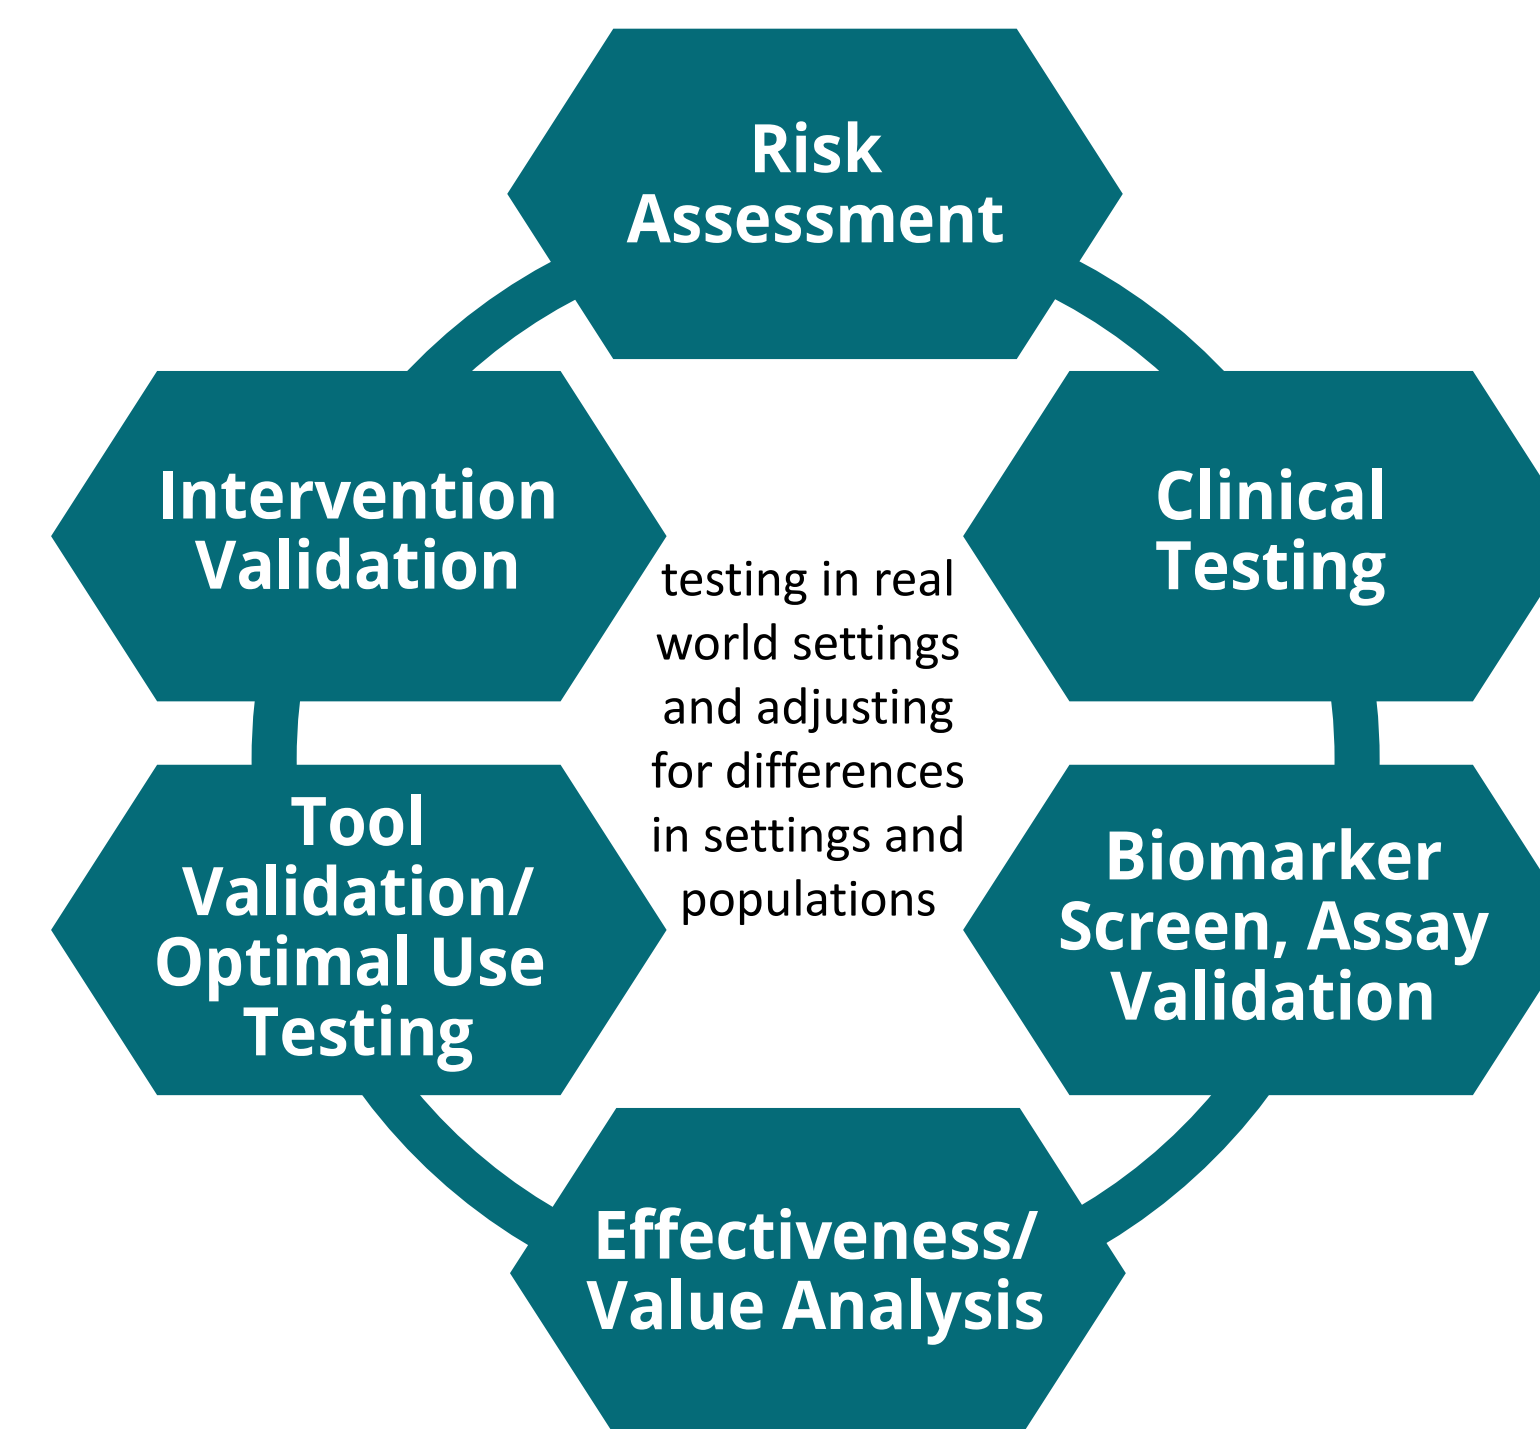 Risk
Assessment
Intervention
Validation
Clinical
Testing
testing in real
world settings
and adjusting
for differences
in settings and
populations
Tool
Validation/
Optimal Use
Testing
Biomarker
Screen, Assay
Validation
Effectiveness/
Value Analysis